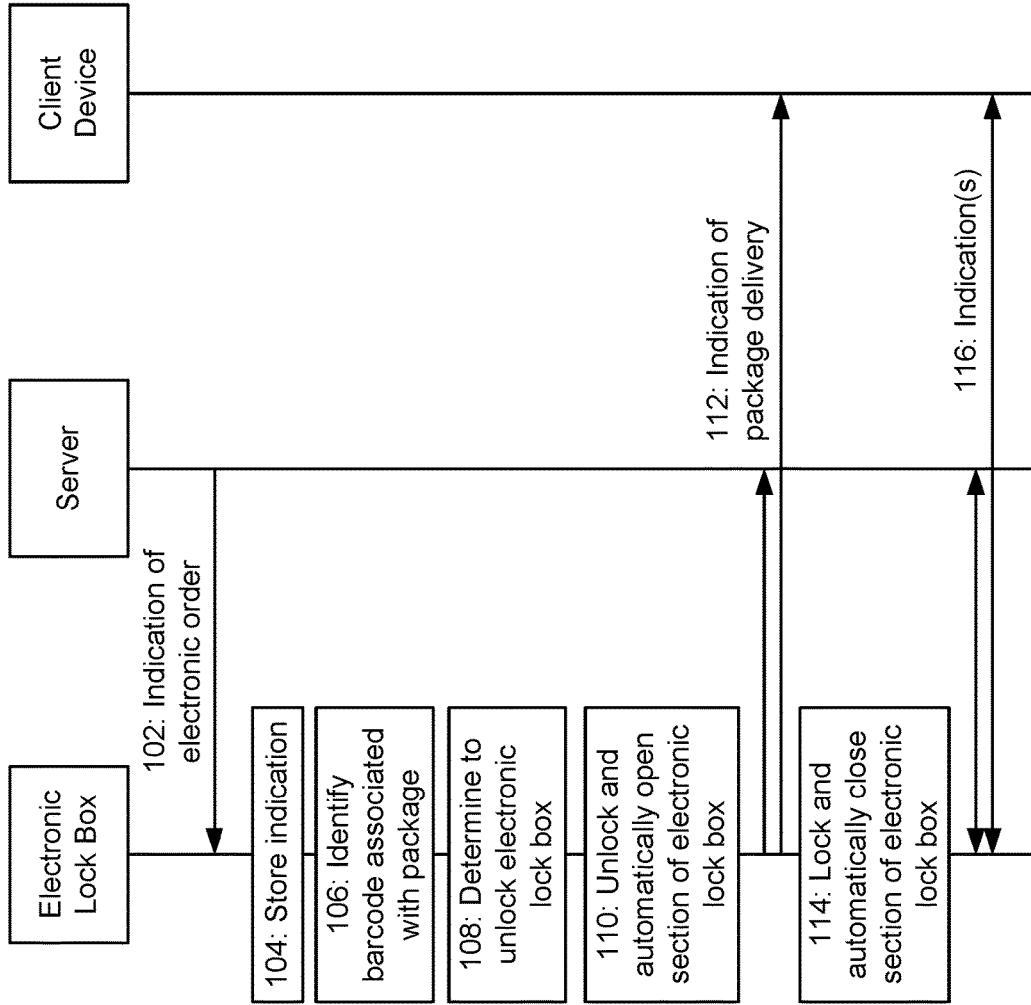 Electronic
Lock Box
Server
Client
Device
102: Indication of
electronic order
104: Store indication
106: Identify
barcode associated
with package
108: Determine to
unlock electronic
lock box
110: Unlock and
automatically open
section of electronic
lock box
112: Indication of
package delivery
114: Lock and
automatically close
section of electronic
lock box
116: Indication(s)